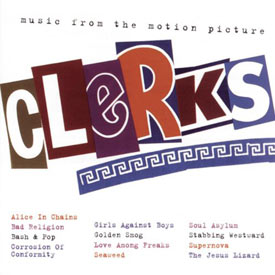 music from the motion picture
CLeRKS
Alice In Chains
Bad Religion
Bash & Pop
Corrosion Of
Conformity
Girls Against Boys
Golden Smog
Love Among Freaks
Seaweed
Soul Asylum
Stabbing Westward
Supernova
The Jesus Lizard